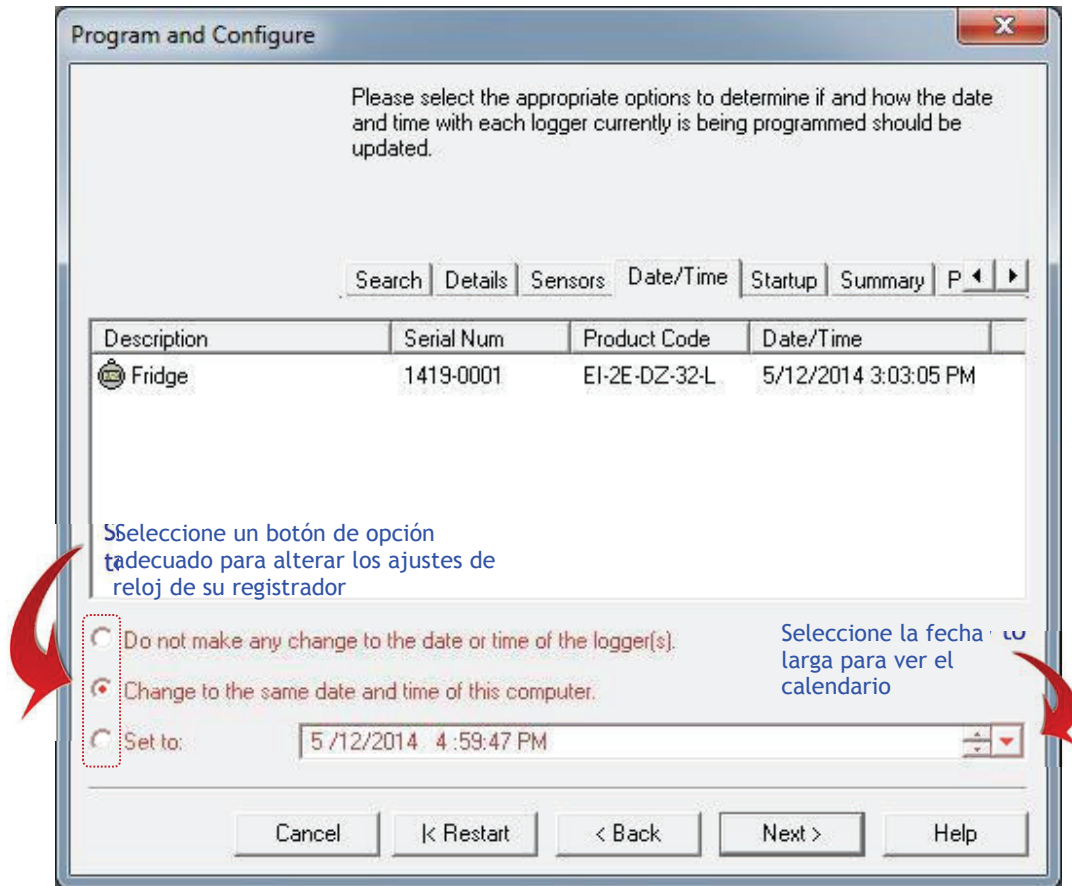 Program and Configure
Please select the appropriate options to determine if and how the date
and time with each logger currently is being programmed should be
updated.
Search Details Sensors Date/Time Startup Summary P
Description Serial Num Product Code Date/Time
Fridge 1419-0001 EI-2E-DZ-32-L 5/12/2014 3:03:05 PM
Seleccione un botón de opción
adecuado para alterar los ajustes de
reloj de su registrador
Do not make any change to the date or time of the logger(s).
Seleccione la fecha
larga para ver el
calendario
Change to the same date and time of this computer.
Set to: 5 /12/2014 4 :59:47 PM
Cancel |< Restart < Back Next > Help